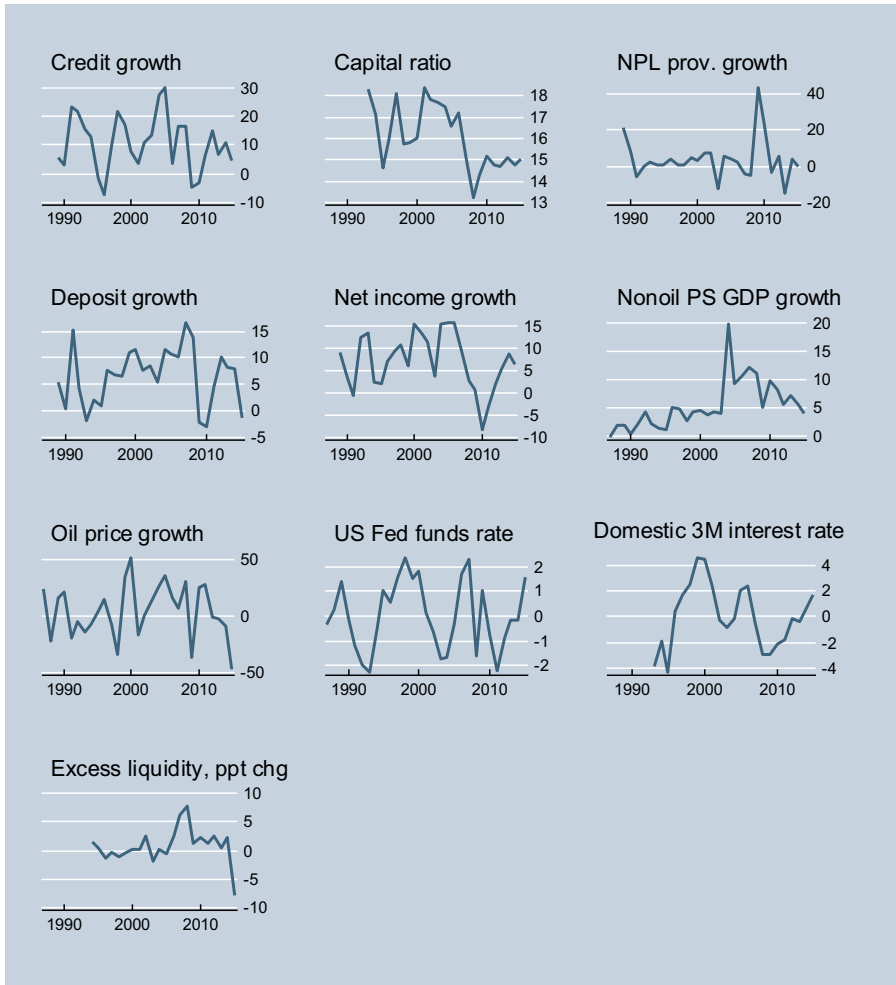 Credit growth
30
20
10
0
-10
1990 2000 2010
Capital ratio
18
17
16
15
14
13
1990 2000 2010
NPL prov. growth
40
20
0
-20
1990 2000 2010
Deposit growth
15
10
5
0
-5
1990 2000 2010
Net income growth
15
10
5
0
-5
-10
1990 2000 2010
Nonoil PS GDP growth
20
15
10
5
0
1990 2000 2010
Oil price growth
50
0
-50
1990 2000 2010
US Fed funds rate
2
1
0
-1
-2
1990 2000 2010
Domestic 3M interest rate
4
2
0
-2
-4
1990 2000 2010
Excess liquidity, ppt chg
10
5
0
-5
-10
1990 2000 2010